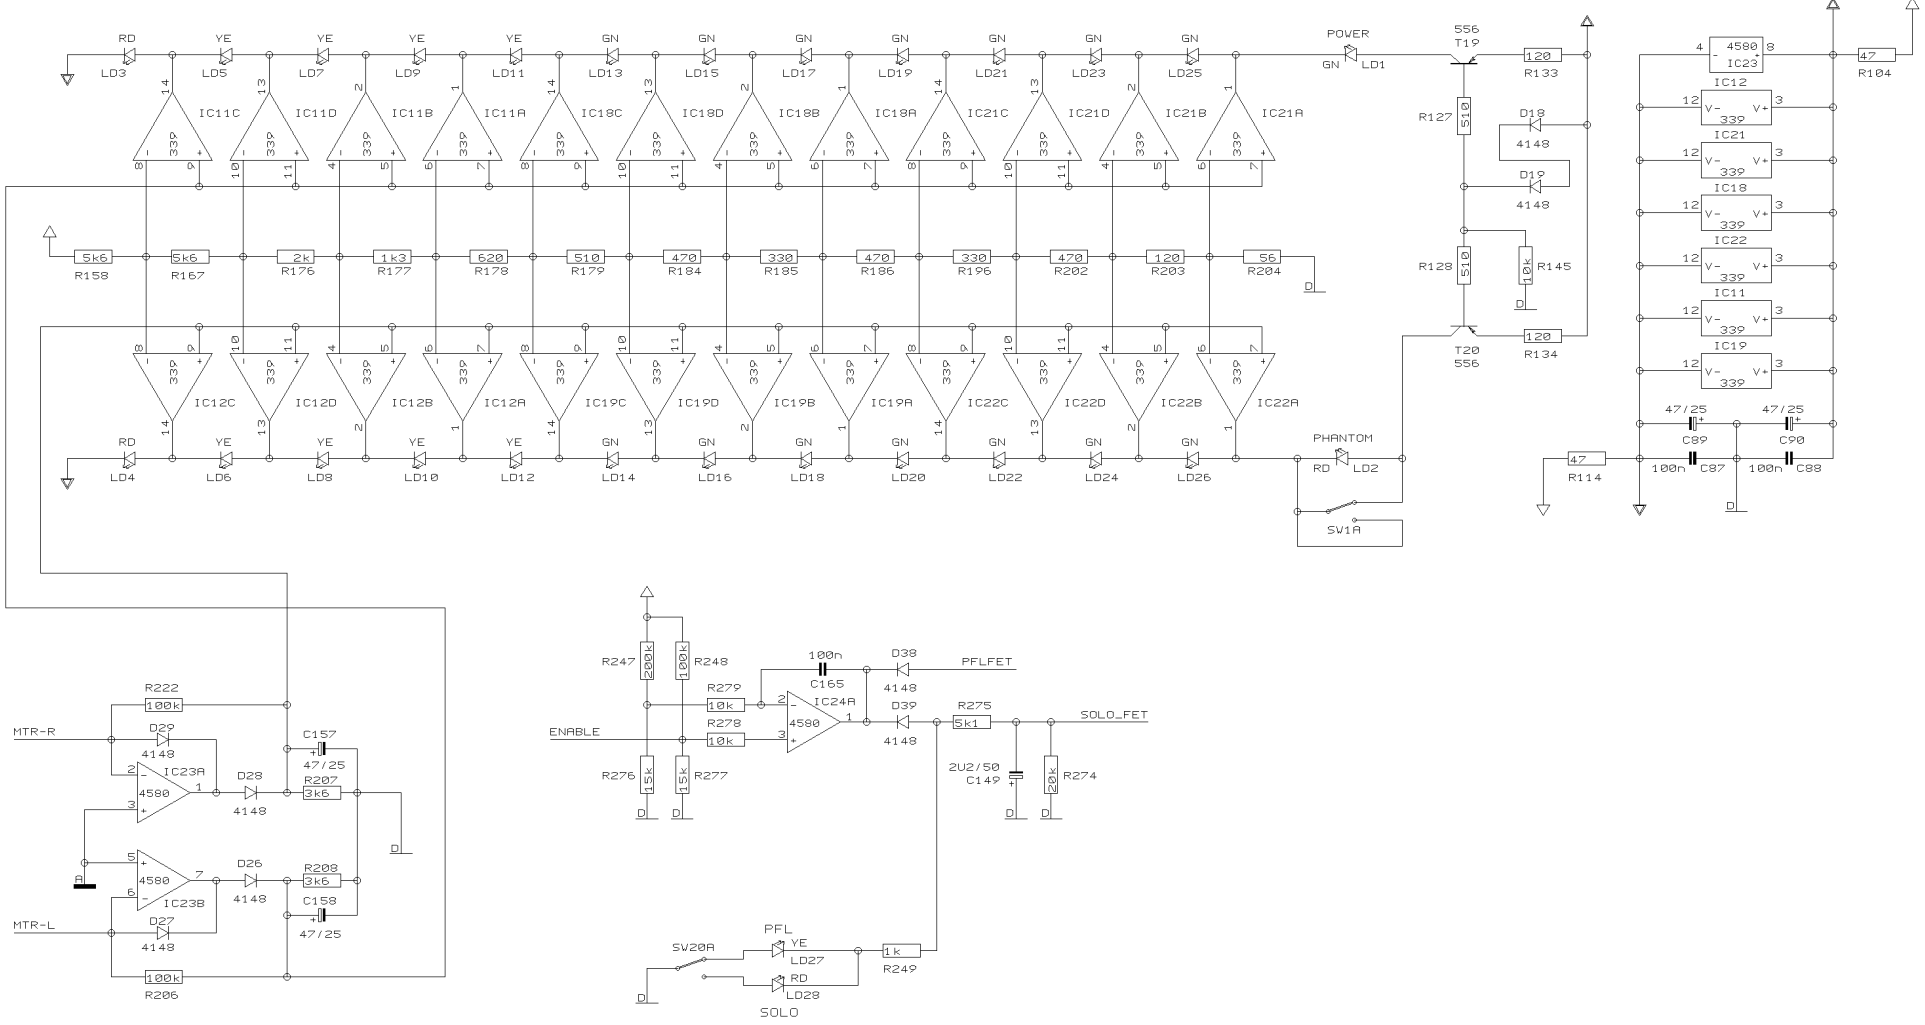 RD YE YE YE YE GN GN GN GN GN GN GN POWER 556
T19
LD3 LD5 LD7 LD9 LD11 LD13 LD15 LD17 LD19 LD21 LD23 LD25 GN LD1
120
R133
4 4580 8
IC23
47
R104
14 13 2 1 14 13 2 1 14 13 2 1
IC11C IC11D IC11B IC11A IC18C IC18D IC18B IC18A IC21C IC21D IC21B IC21A
339 339 339 339 339 339 339 339 339 339 339 339
- + - + - + - + - + - + - + - + - + - + - + - +
8 9 10 11 4 5 6 7 8 9 10 11 4 5 6 7 8 9 10 11 4 5 6 7
R127 510
D18
4148
D19
4148
IC12
12 V- V+ 3
339
IC21
12 V- V+ 3
339
IC18
12 V- V+ 3
339
IC22
12 V- V+ 3
339
IC11
12 V- V+ 3
339
IC19
12 V- V+ 3
339
5k6 5k6 2k 1k3 620 510 470 330 470 330 470 120 56
R158 R167 R176 R177 R178 R179 R184 R185 R186 R196 R202 R203 R204
D
R128 510 10k R145
D
8 9 10 11 4 5 6 7 8 9 10 11 4 5 6 7 8 9 10 11 4 5 6 7
- + - + - + - + - + - + - + - + - + - + - + - +
339 339 339 339 339 339 339 339 339 339 339 339
IC12C IC12D IC12B IC12A IC19C IC19D IC19B IC19A IC22C IC22D IC22B IC22A
14 13 2 1 14 13 2 1 14 13 2 1
T20
556
120
R134
RD YE YE YE YE GN GN GN GN GN GN GN PHANTOM
LD4 LD6 LD8 LD10 LD12 LD14 LD16 LD18 LD20 LD22 LD24 LD26 RD LD2
SW1A
47/25 47/25
+ +
C89 C90
47
R114
100n C87 100n C88
D
R222
100k
MTR-R
D29
4148
2 -
IC23A
4580 1
3 +
D28
4148
C157
+
47/25
R207
3k6
D
5 +
4580 7
6 -
IC23B
A
D26
4148
R208
3k6
C158
+
47/25
MTR-L
D27
4148
100k
R206
R247 200k 100k R248
ENABLE
R276 15k 15k R277
D D
R279
10k
R278
10k
100n
C165
2 -
IC24A
4580 1
3 +
D38
4148
PFLFET
D39
4148
R275
5k1
SOLO_FET
2U2/50
C149
+
20k R274
D D
PFL
SW20A
YE
LD27
RD
LD28
1k
R249
D
SOLO